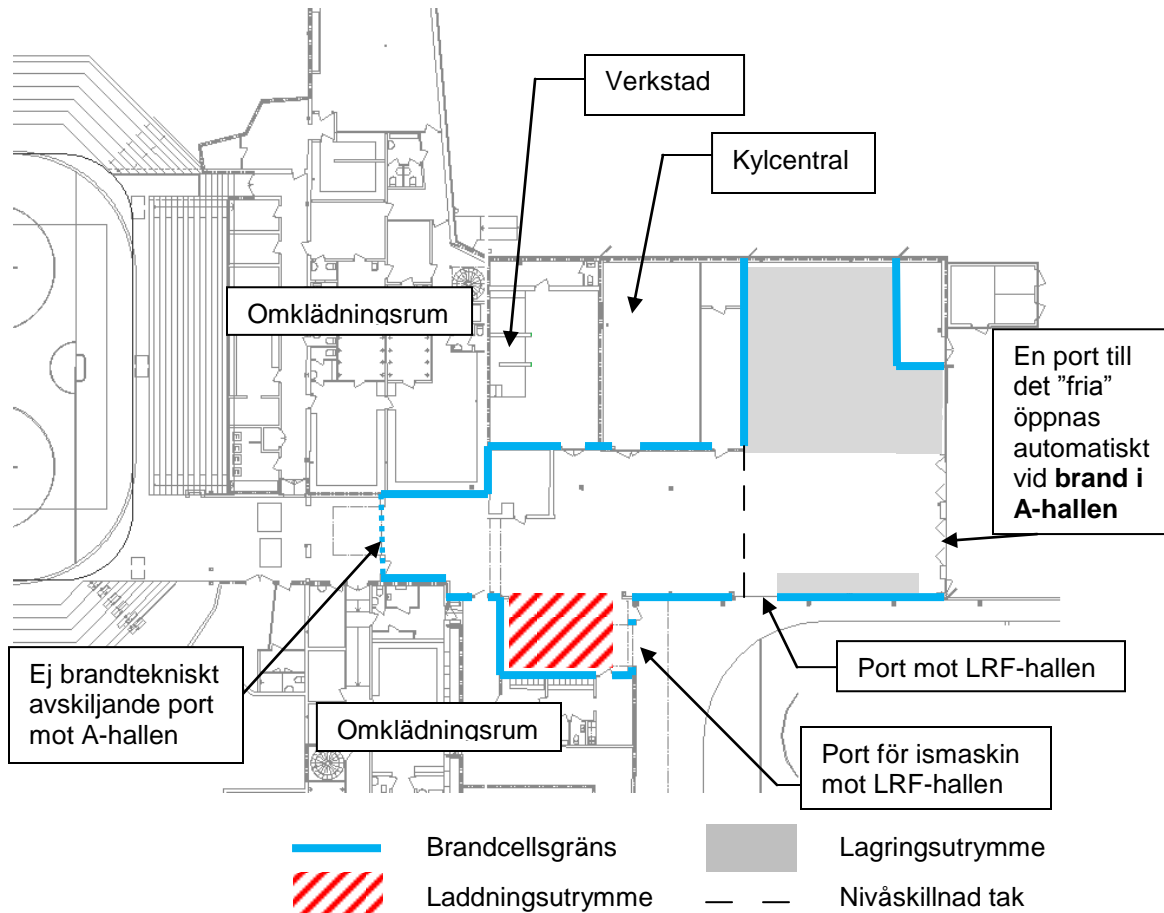 Verkstad
Kylcentral
Omklädningsrum
En port till
det ”fria”
öppnas
automatiskt
vid brand i
A-hallen
Ej brandtekniskt
avskiljande port
mot A-hallen
Omklädningsrum
Port mot LRF-hallen
Port för ismaskin
mot LRF-hallen
Brandcellsgräns
Lagringsutrymme
Laddningsutrymme
Nivåskillnad tak